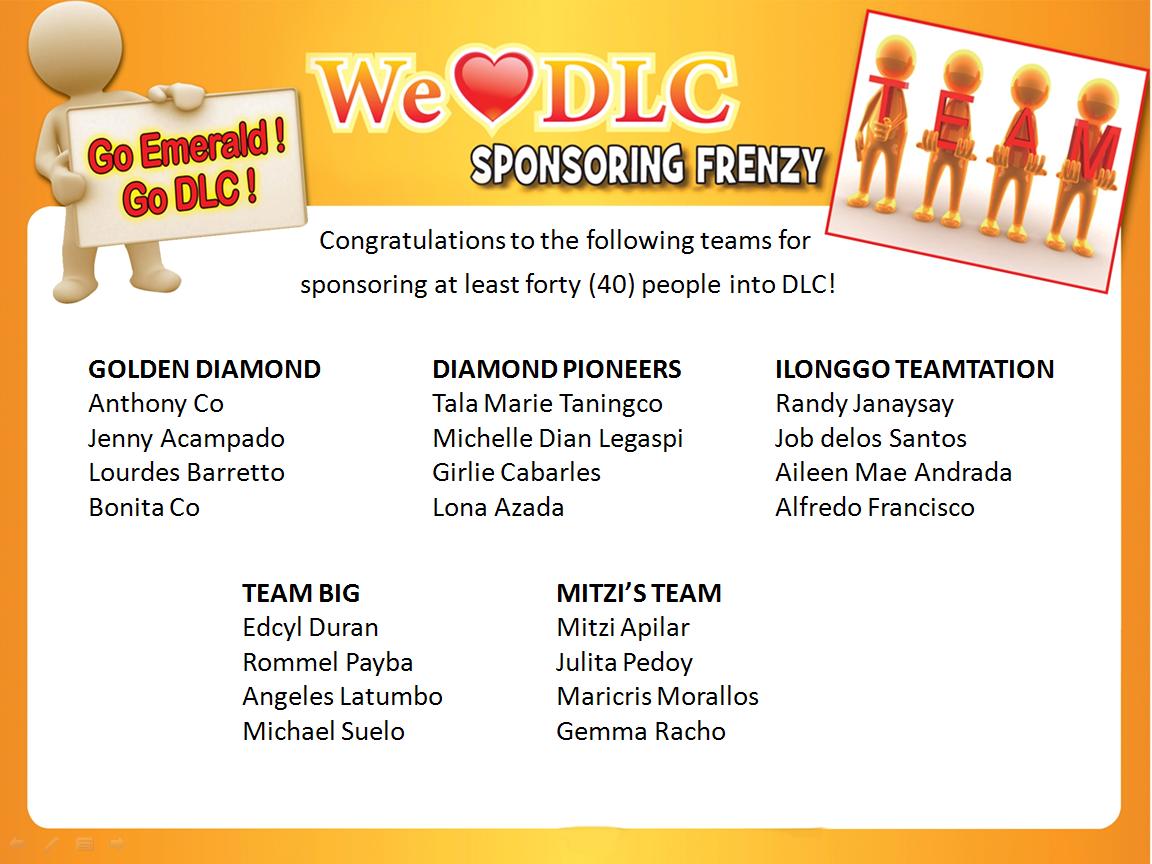 Go Emerald !
Go DLC !
We DLC
SPONSORING FRENZY
TEAM
Congratulations to the following teams for
sponsoring at least forty (40) people into DLC!
GOLDEN DIAMOND
Anthony Co
Jenny Acampado
Lourdes Barretto
Bonita Co
DIAMOND PIONEERS
Tala Marie Taningco
Michelle Dian Legaspi
Girlie Cabarles
Lona Azada
ILONGGO TEAMTATION
Randy Janaysay
Job delos Santos
Aileen Mae Andrada
Alfredo Francisco
TEAM BIG
Edcyl Duran
Rommel Payba
Angeles Latumbo
Michael Suelo
MITZI’S TEAM
Mitzi Apilar
Julita Pedoy
Maricris Morallos
Gemma Racho